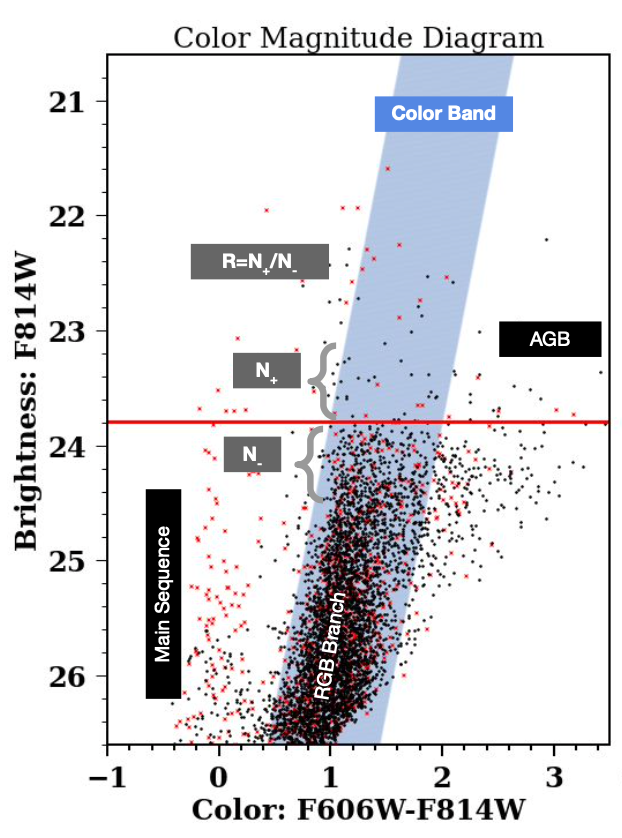 Color Magnitude Diagram
Color Band
R=N₊/N₋
AGB
N₊
N₋
Main Sequence
RGB Branch
Brightness: F814W
21
22
23
24
25
26
−1
0
1
2
3
Color: F606W-F814W